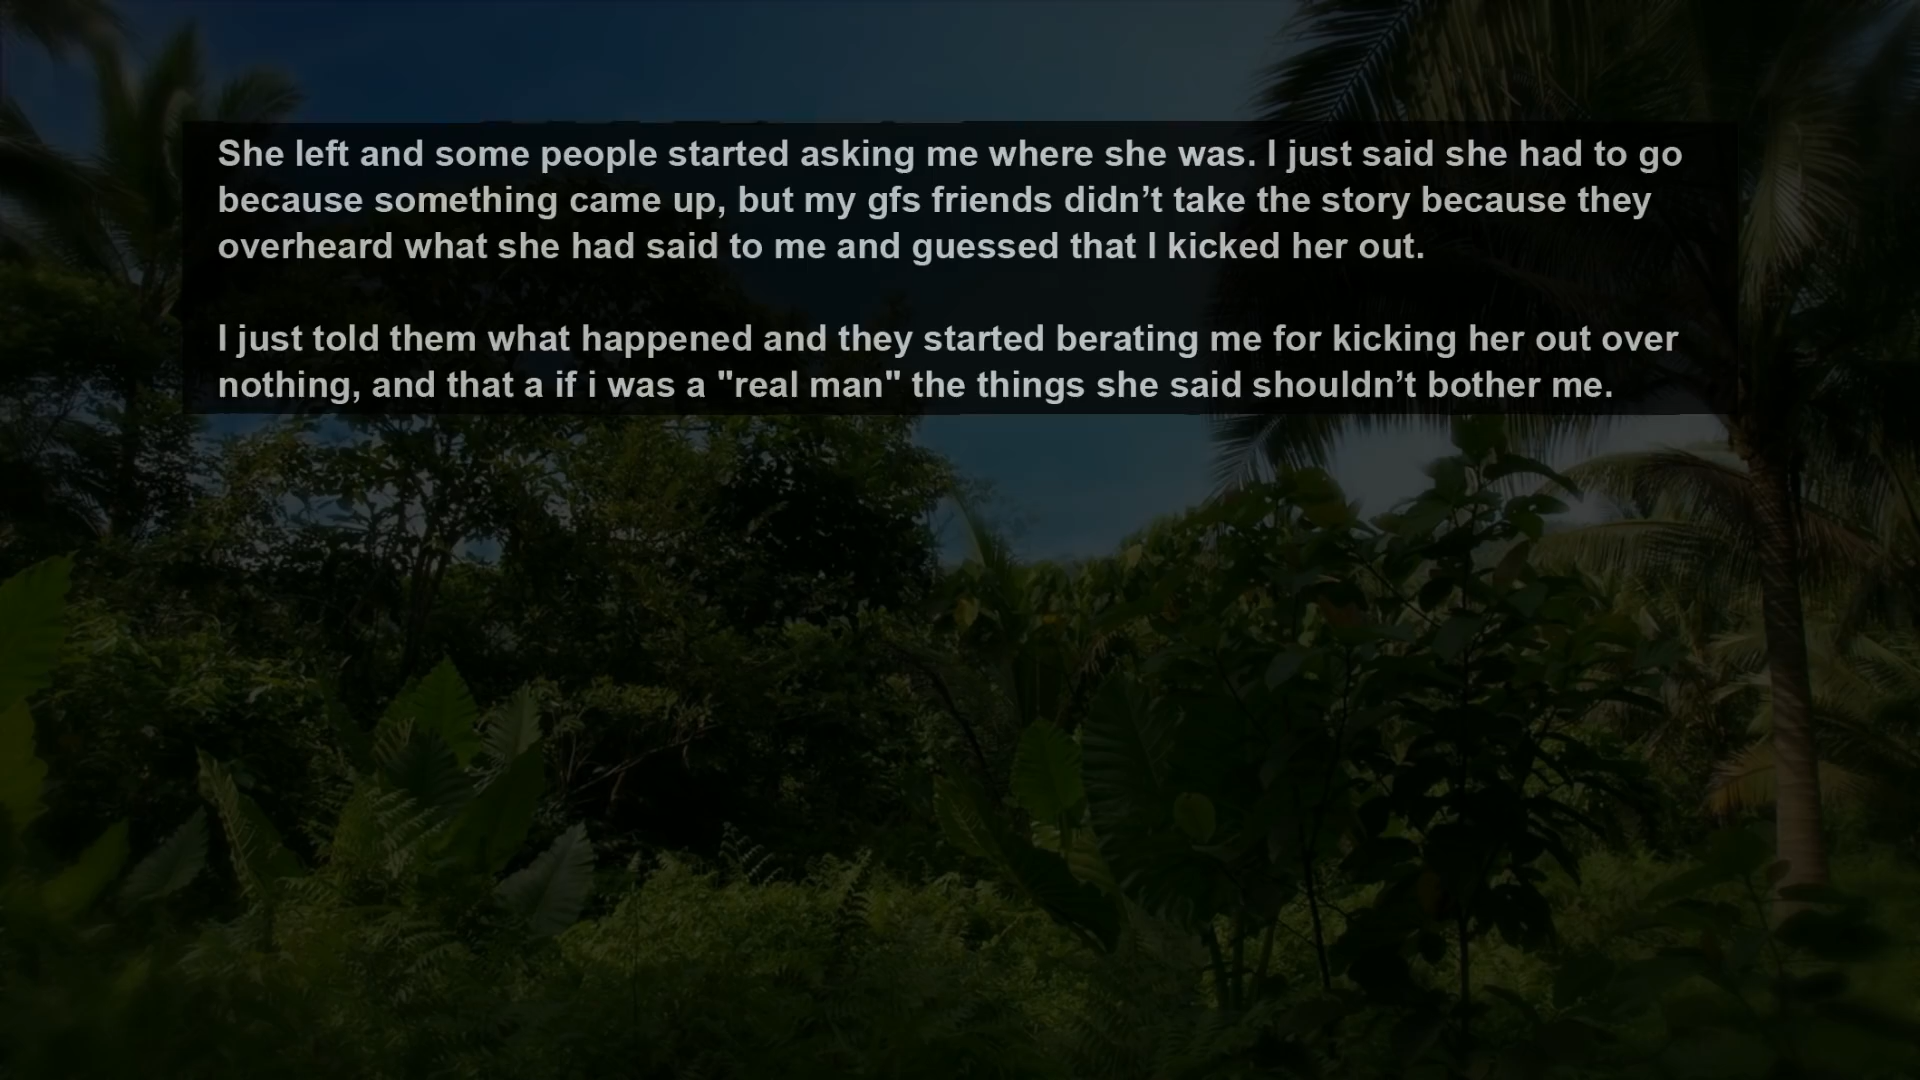 She left and some people started asking me where she was. I just said she had to go
because something came up, but my gfs friends didn’t take the story because they
overheard what she had said to me and guessed that I kicked her out.
I just told them what happened and they started berating me for kicking her out over
nothing, and that a if i was a "real man" the things she said shouldn’t bother me.